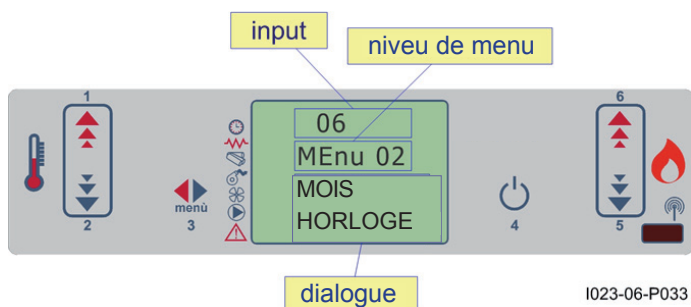 input
niveu de menu
1
6
06
MEnu 02
MOIS
HORLOGE
menù
2
3
4
5
dialogue
I023-06-P033